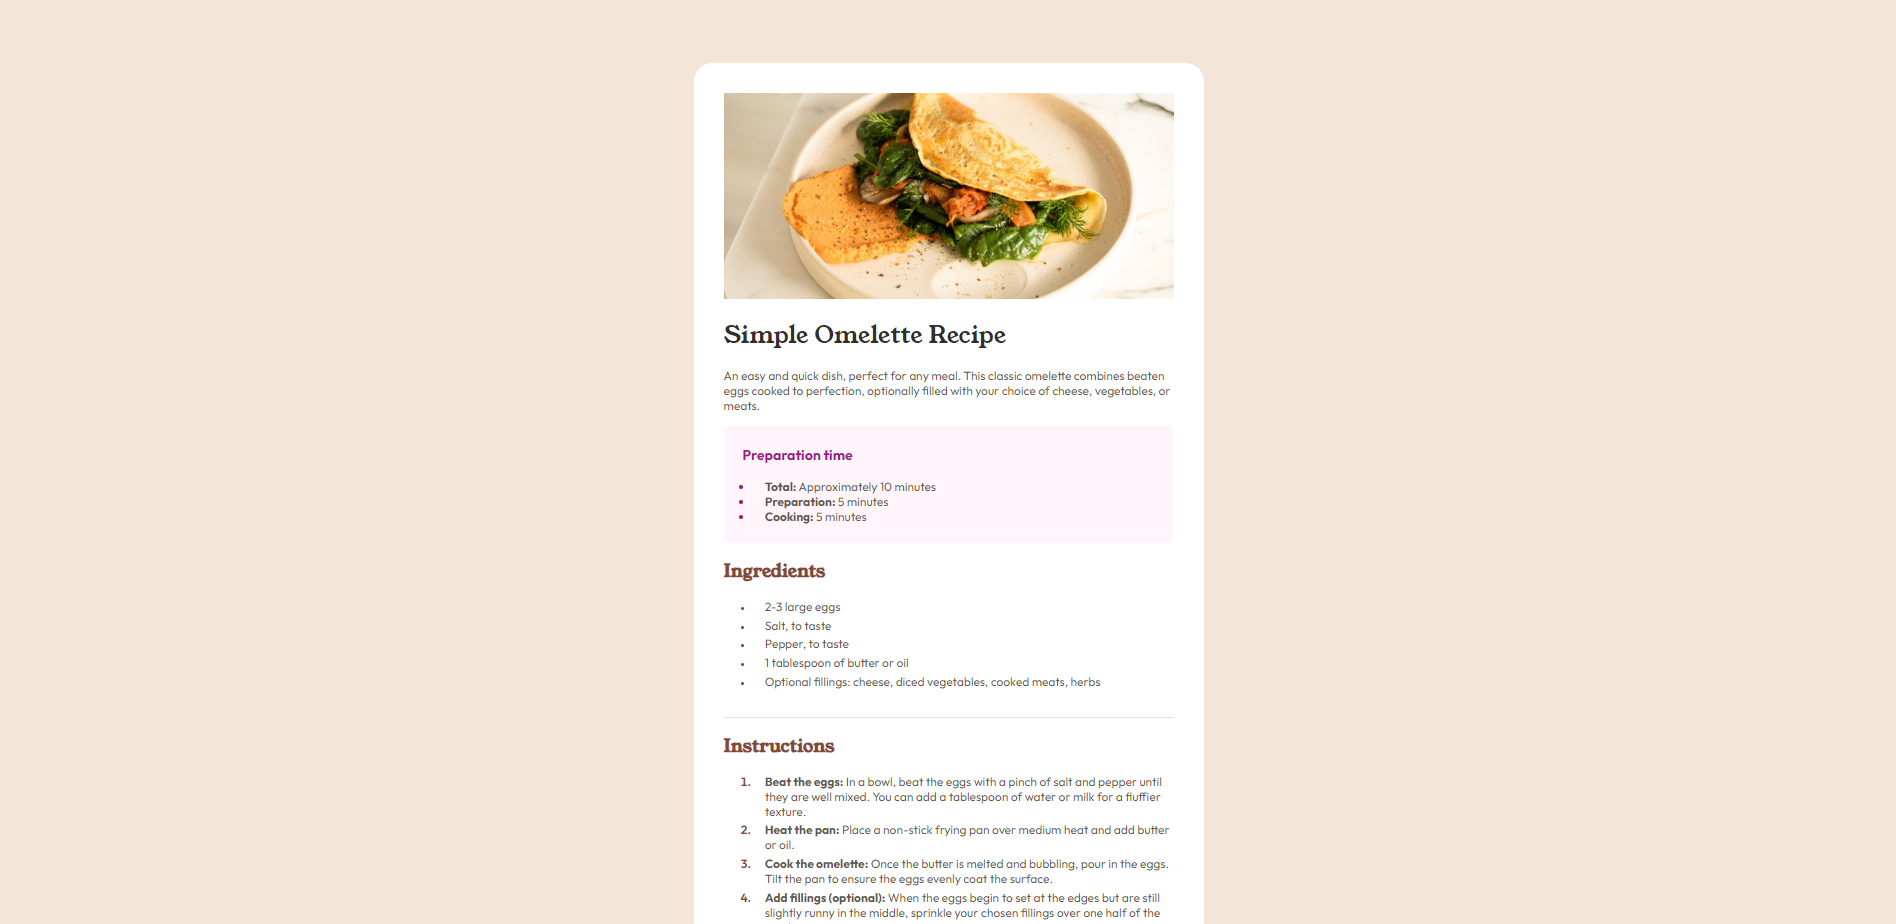 Simple Omelette Recipe
An easy and quick dish, perfect for any meal. This classic omelette combines beaten
eggs cooked to perfection, optionally filled with your choice of cheese, vegetables, or
meats.
Preparation time
• Total: Approximately 10 minutes
• Preparation: 5 minutes
• Cooking: 5 minutes
Ingredients
• 2-3 large eggs
• Salt, to taste
• Pepper, to taste
• 1 tablespoon of butter or oil
• Optional fillings: cheese, diced vegetables, cooked meats, herbs
Instructions
1. Beat the eggs: In a bowl, beat the eggs with a pinch of salt and pepper until
they are well mixed. You can add a tablespoon of water or milk for a fluffier
texture.
2. Heat the pan: Place a non-stick frying pan over medium heat and add butter
or oil.
3. Cook the omelette: Once the butter is melted and bubbling, pour in the eggs.
Tilt the pan to ensure the eggs evenly coat the surface.
4. Add fillings (optional): When the eggs begin to set at the edges but are still
slightly runny in the middle, sprinkle your chosen fillings over one half of the